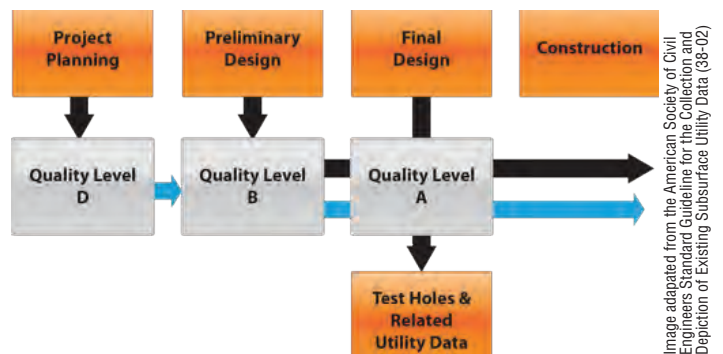 Project
Planning
Preliminary
Design
Final
Design
Construction
Quality Level
D
Quality Level
B
Quality Level
A
Test Holes &
Related
Utility Data
Image adapated from the American Society of Civil
Engineers Standard Guideline for the Collection and
Depiction of Existing Subsurface Utility Data (38-02)